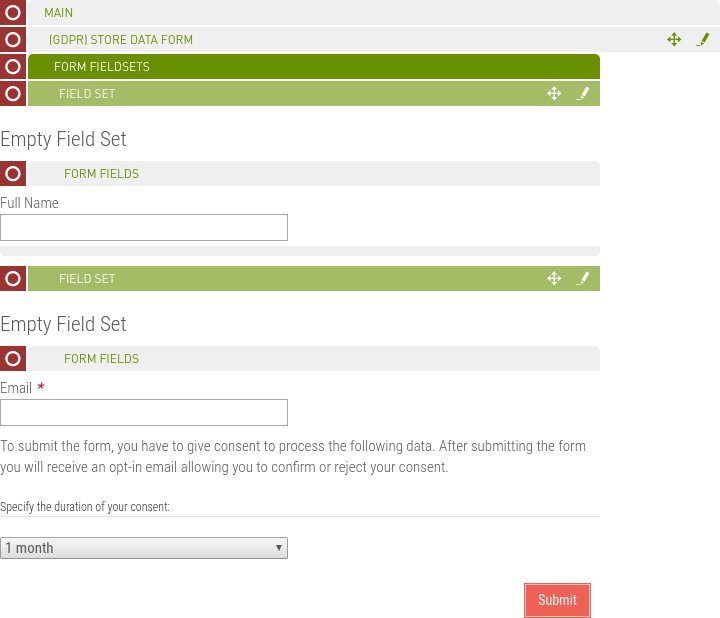 MAIN
(GDPR) STORE DATA FORM
FORM FIELDSETS
FIELD SET
Empty Field Set
FORM FIELDS
Full Name
FIELD SET
Empty Field Set
FORM FIELDS
Email *
To submit the form, you have to give consent to process the following data. After submitting the form
you will receive an opt-in email allowing you to confirm or reject your consent.
Specify the duration of your consent:
1 month
Submit